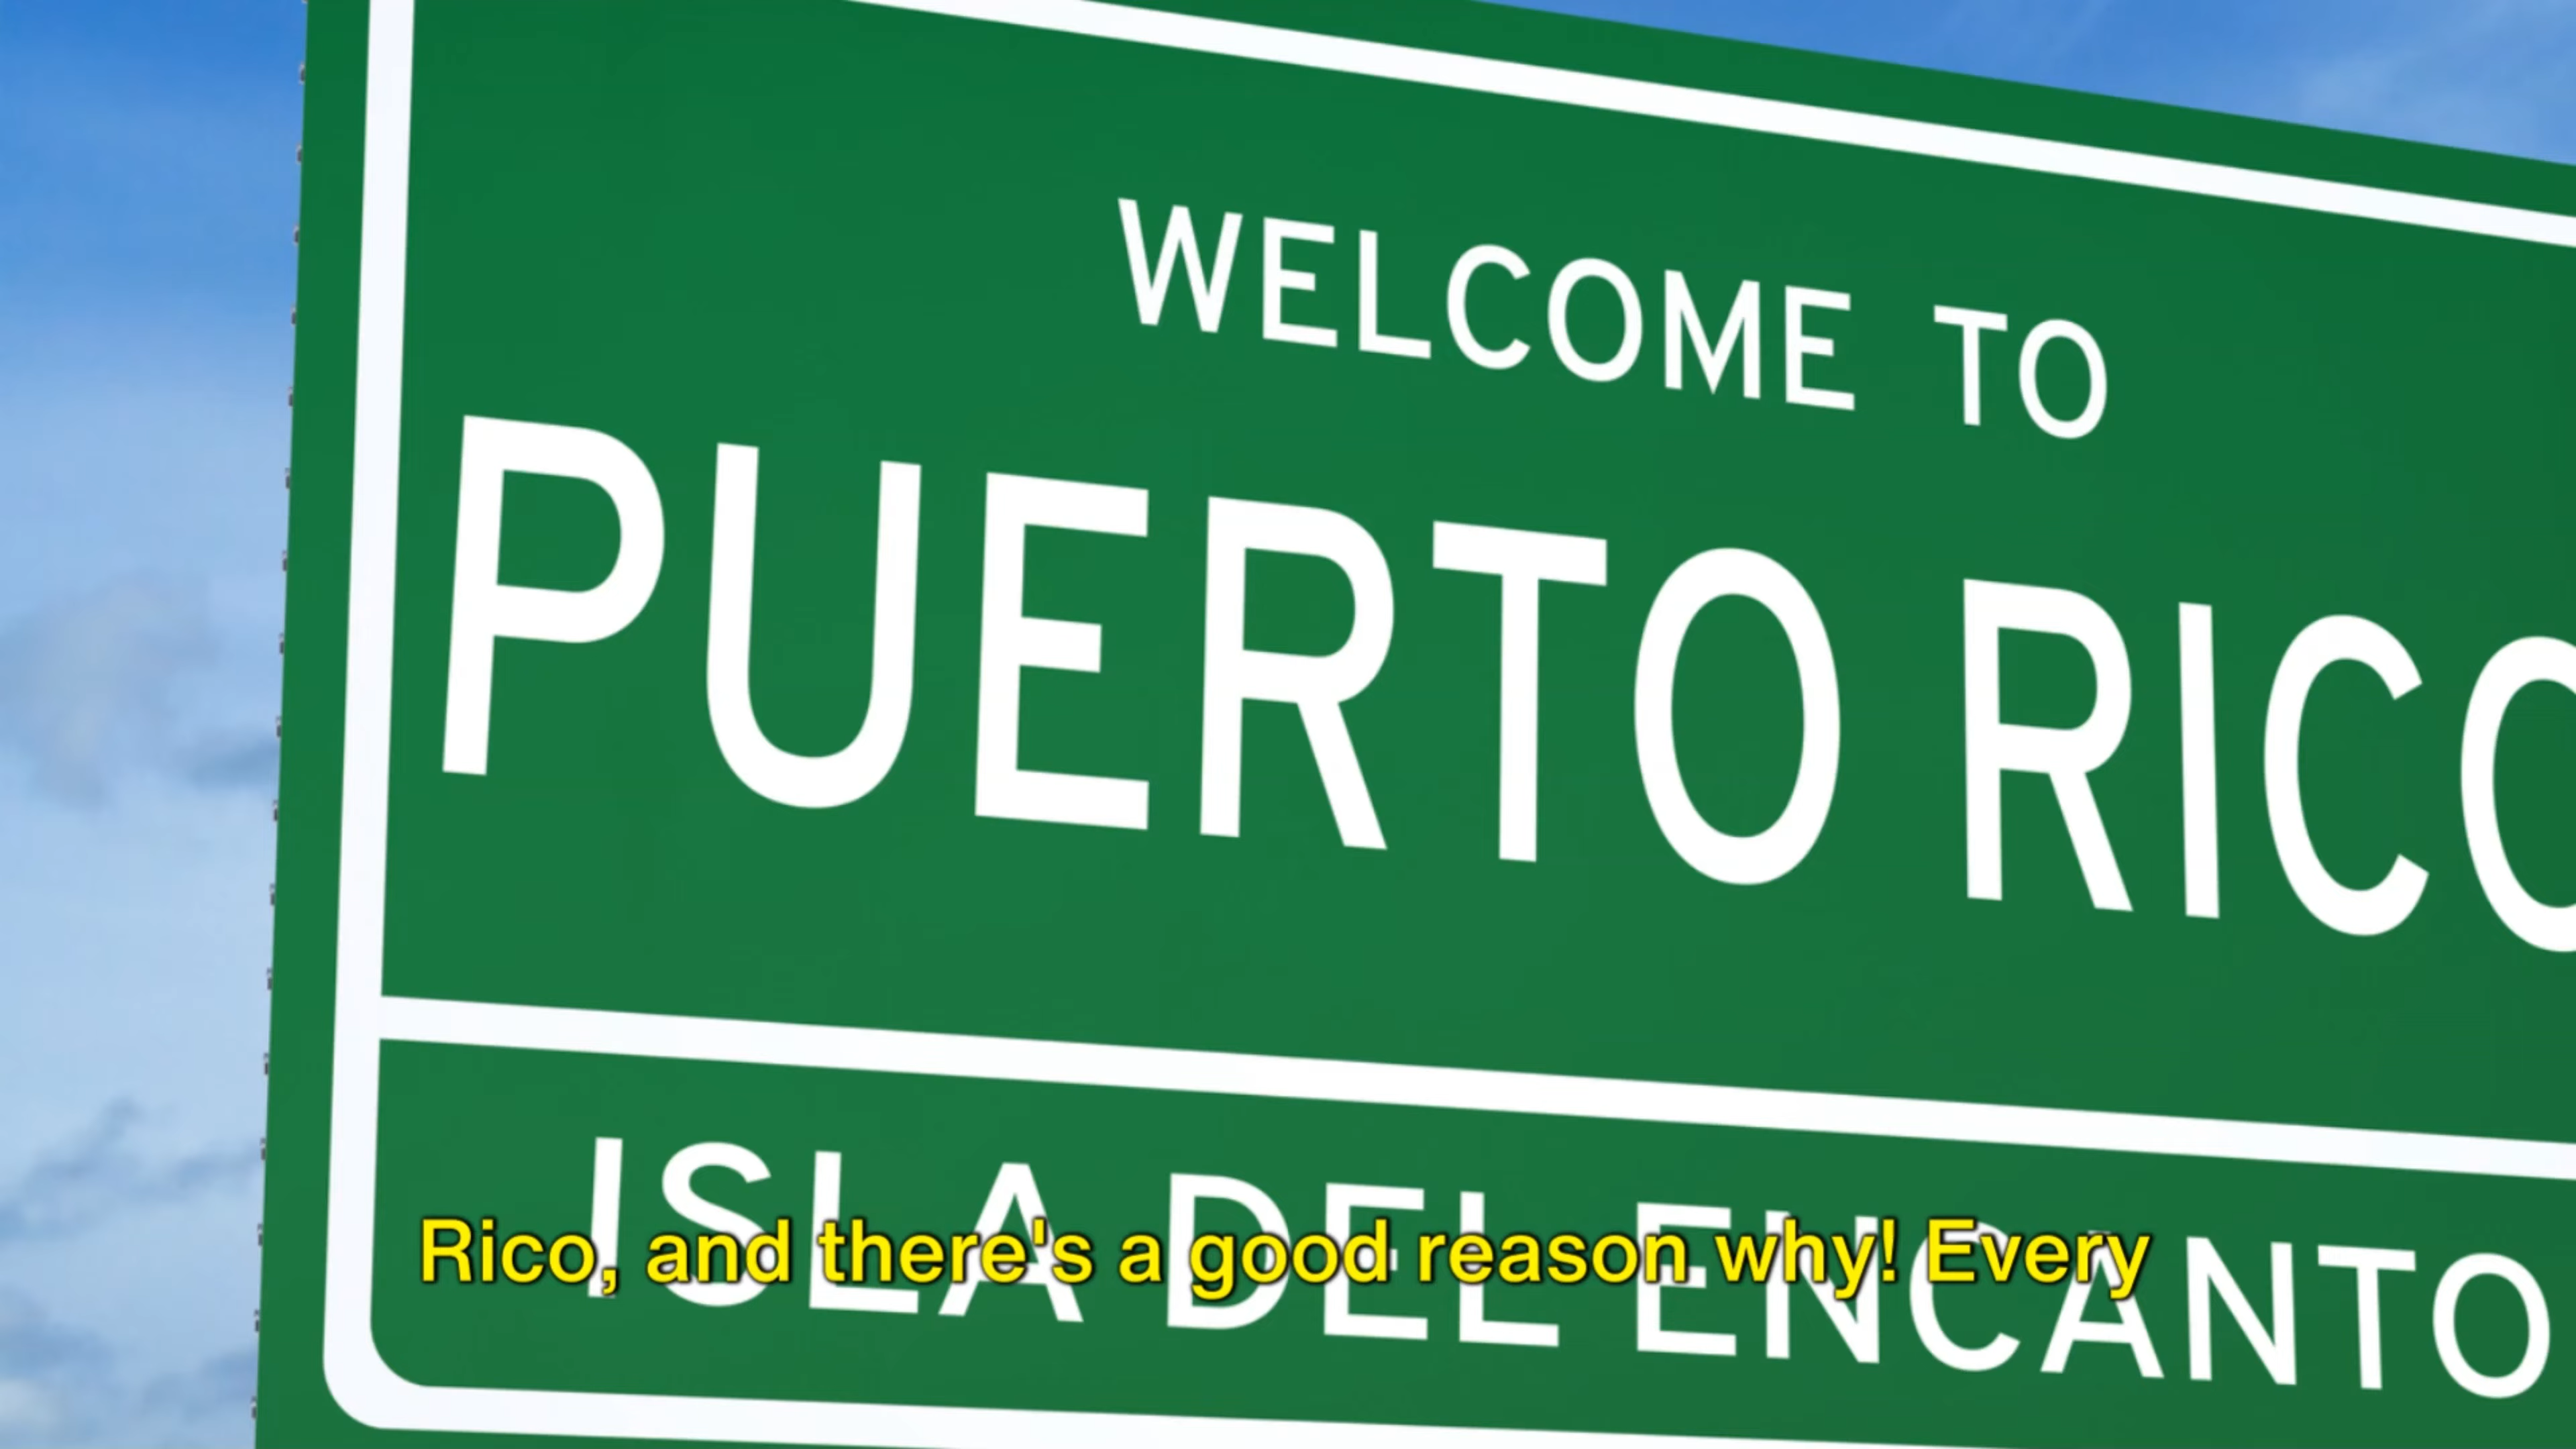 WELCOME TO
PUERTO RICO
ISLA DEL ENCANTO
Rico, and there's a good reason why! Every